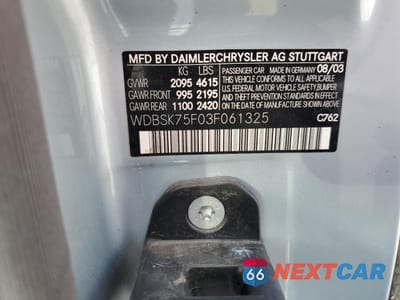 MFD BY DAIMLERCHRYSLER AG STUTTGART
KG LBS
GVWR 2095 4615
GAWR FRONT 995 2195
GAWR REAR 1100 2420
PASSENGER CAR MADE IN GERMANY 08/03
THIS VEHICLE CONFORMS TO ALL APPLICABLE
U.S. FEDERAL MOTOR VEHICLE SAFETY, BUMPER
AND THEFT PREVENTION STANDARDS IN EFFECT
ON THE DATE OF MANUFACTURE SHOWN ABOVE.
WDBSK75F03F061325
C762
66 NEXTCAR